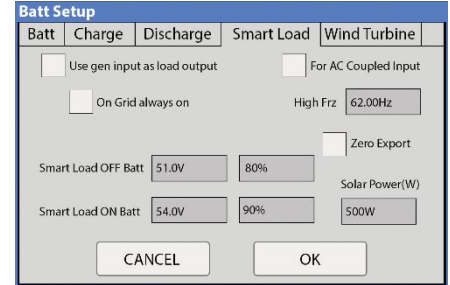 Batt Setup
Batt Charge Discharge Smart Load Wind Turbine
Use gen input as load output For AC Coupled Input
On Grid always on High Frz 62.00Hz
Zero Export
Smart Load OFF Batt 51.0V 80%
Solar Power(W)
Smart Load ON Batt 54.0V 90% 500W
CANCEL OK